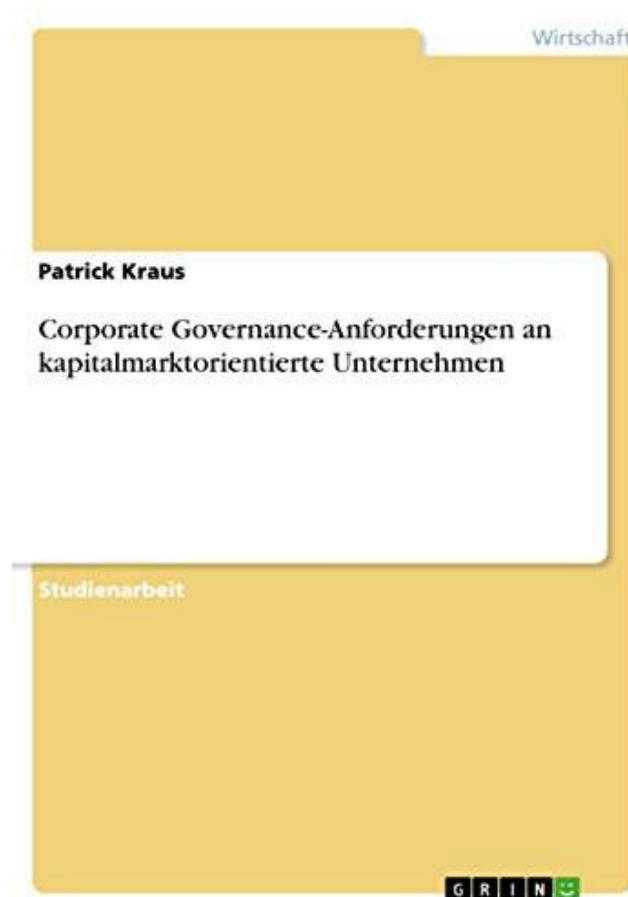 Wirtschaft
Patrick Kraus
Corporate Governance-Anforderungen an
kapitalmarktorientierte Unternehmen
Studienarbeit
GRIN